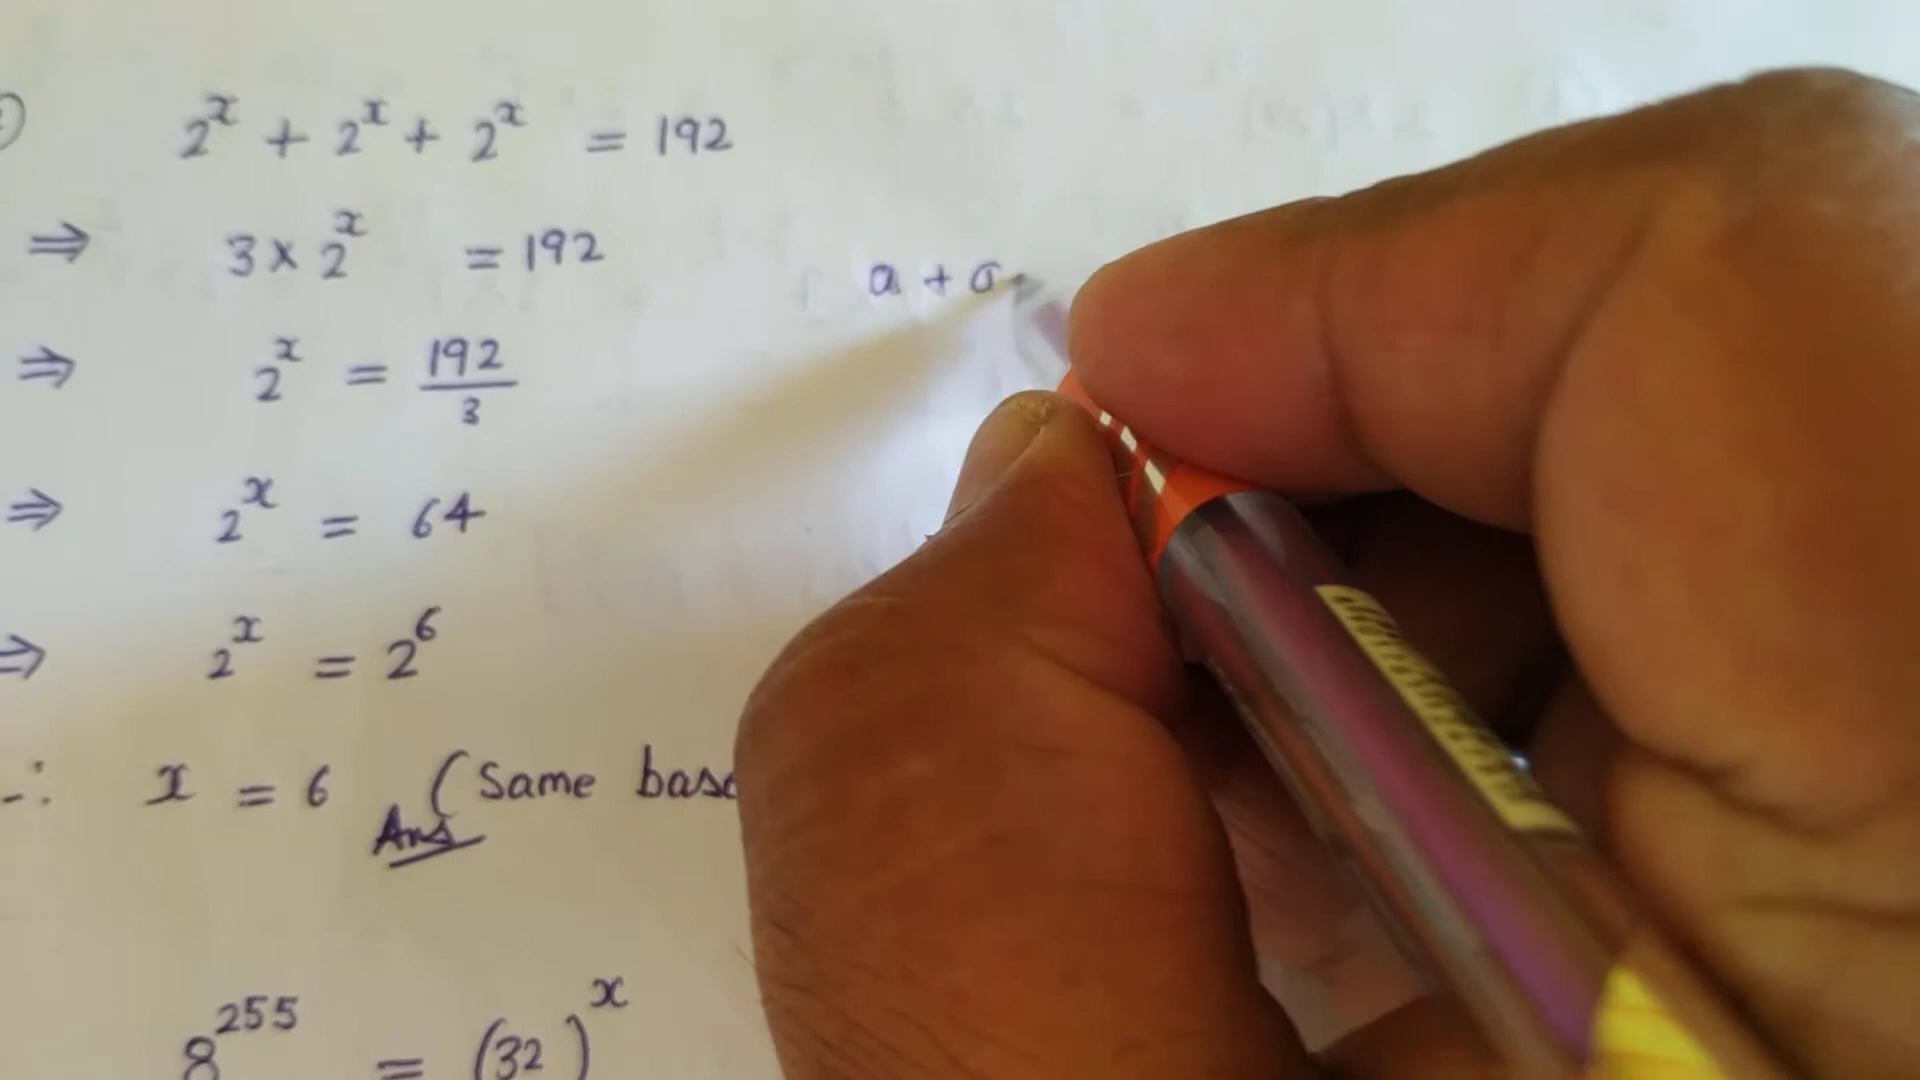 2^x + 2^x + 2^x = 192
⇒ 3 × 2^x = 192
a + a
⇒ 2^x = 192/3
⇒ 2^x = 64
⇒ 2^x = 2^6
∴ x = 6 (Same base
Ans
8^255 = (32)^x